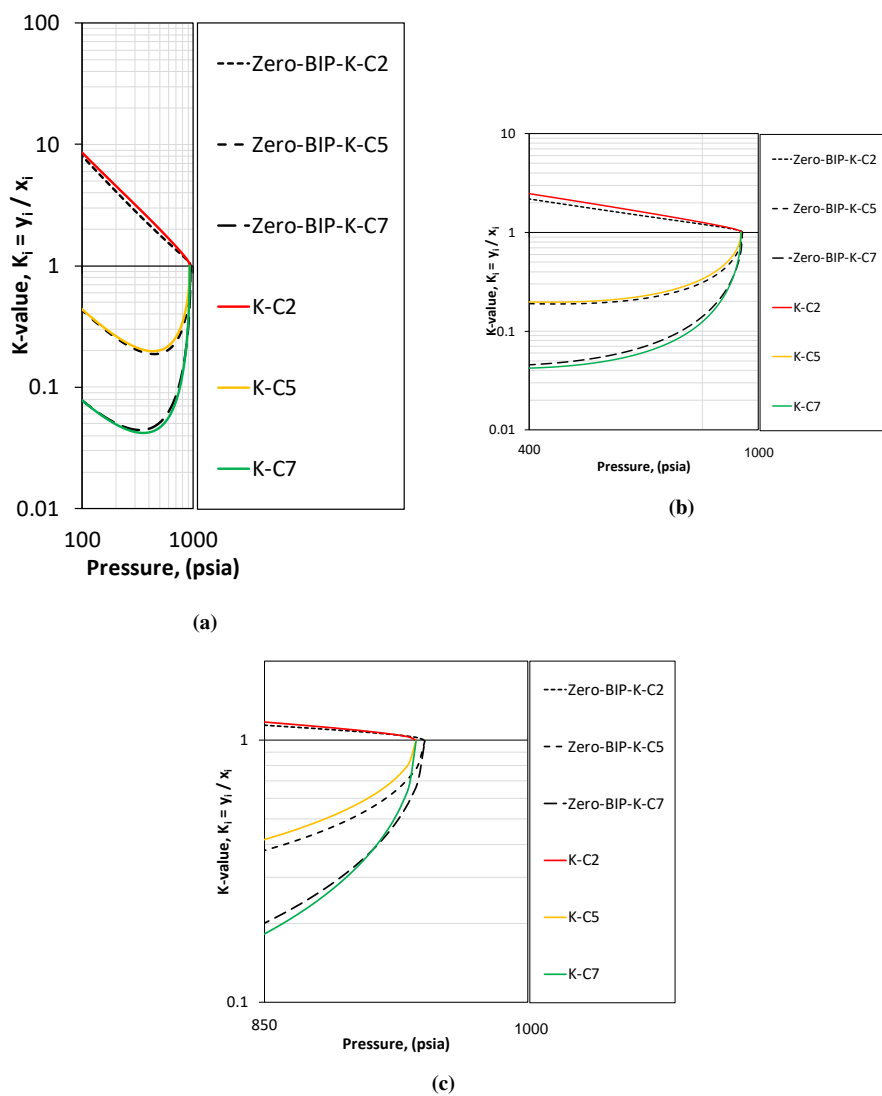 100
10
1
0.1
0.01
100
1000
K-value, Kᵢ = yᵢ / xᵢ
Pressure, (psia)
Zero-BIP-K-C2
Zero-BIP-K-C5
Zero-BIP-K-C7
K-C2
K-C5
K-C7
(a)
10
1
0.1
0.01
400
1000
K-value, Kᵢ = yᵢ / xᵢ
Pressure, (psia)
Zero-BIP-K-C2
Zero-BIP-K-C5
Zero-BIP-K-C7
K-C2
K-C5
K-C7
(b)
1
0.1
850
1000
K-value, Kᵢ = yᵢ / xᵢ
Pressure, (psia)
Zero-BIP-K-C2
Zero-BIP-K-C5
Zero-BIP-K-C7
K-C2
K-C5
K-C7
(c)